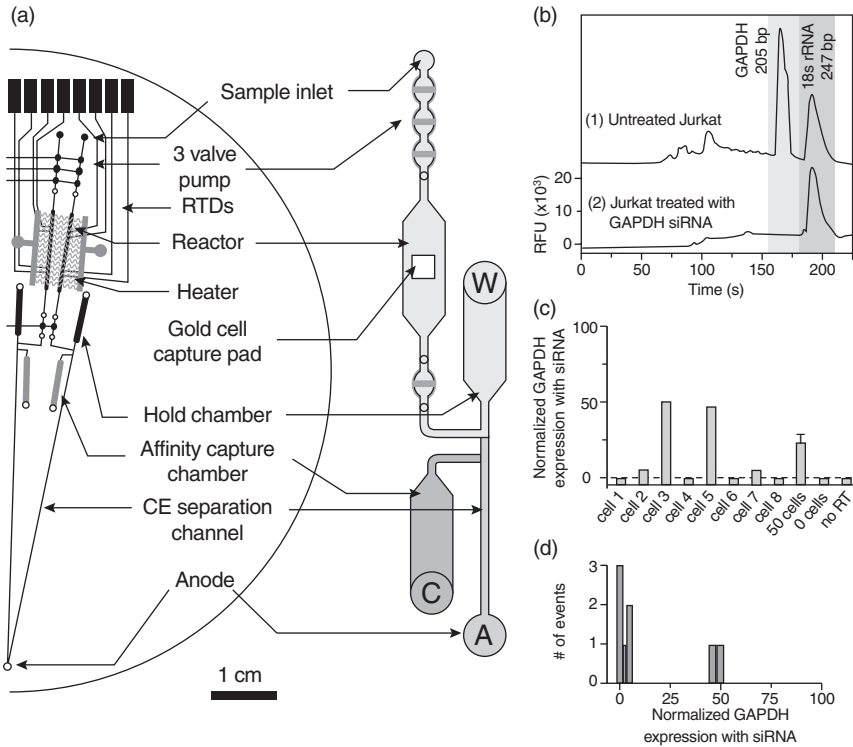 (a)
Sample inlet
3 valve
pump
RTDs
Reactor
Heater
Gold cell
capture pad
Hold chamber
Affinity capture
chamber
CE separation
channel
Anode
1 cm
W
C
A
(b)
GAPDH
205 bp
18s rRNA
247 bp
(1) Untreated Jurkat
(2) Jurkat treated with
GAPDH siRNA
RFU (x10³)
20
10
0
0 50 100 150 200
Time (s)
(c)
Normalized GAPDH
expression with siRNA
100
50
0
cell 1
cell 2
cell 3
cell 4
cell 5
cell 6
cell 7
cell 8
50 cells
0 cells
no RT
(d)
# of events
3
2
1
0
0 25 50 75 100
Normalized GAPDH
expression with siRNA